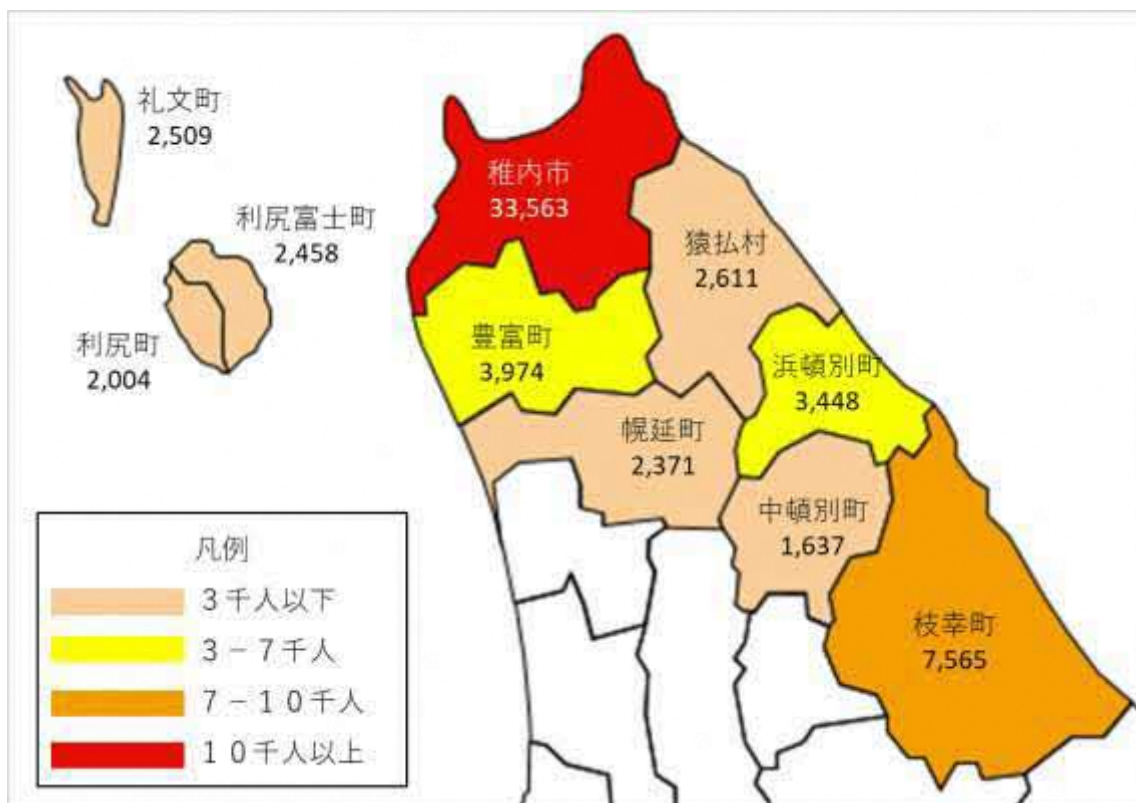 礼文町
2,509
利尻富士町
2,458
利尻町
2,004
稚内市
33,563
猿払村
2,611
豊富町
3,974
浜頓別町
3,448
幌延町
2,371
中頓別町
1,637
枝幸町
7,565
凡例
３千人以下
３－７千人
７－１０千人
１０千人以上